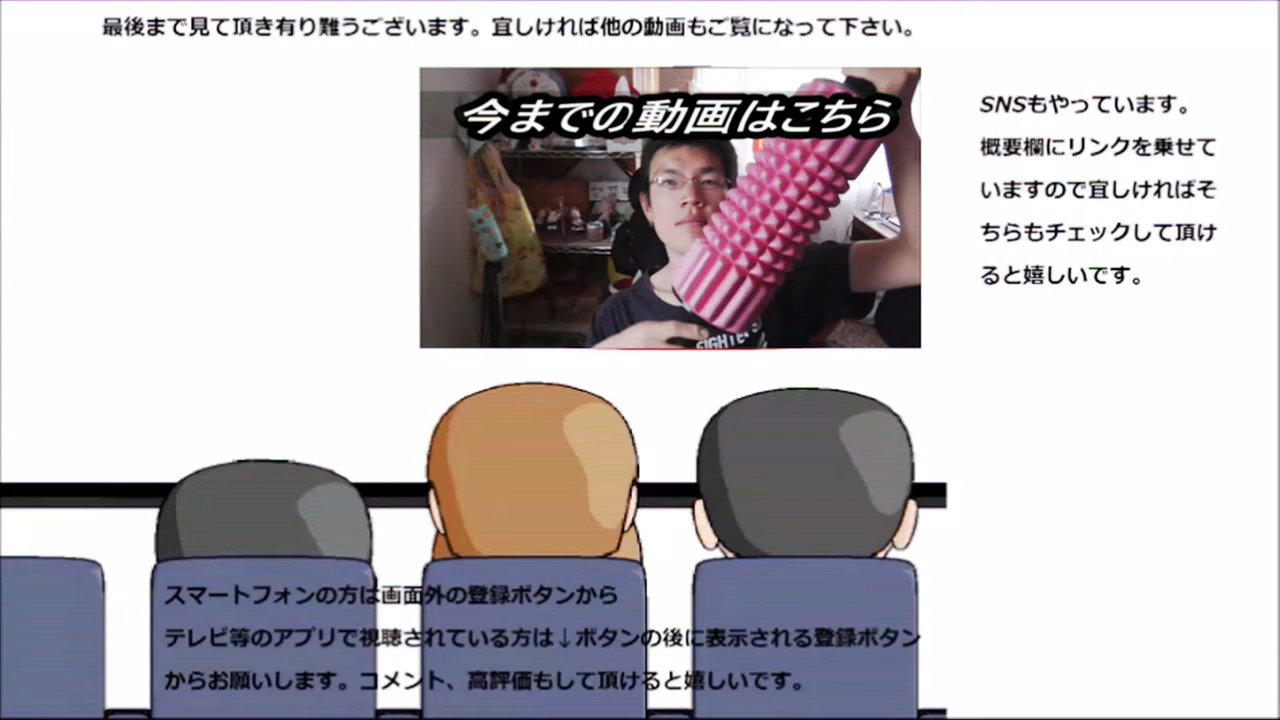 最後まで見て頂き有り難うございます。宜しければ他の動画もご覧になって下さい。
今までの動画はこちら
SNSもやっています。
概要欄にリンクを乗せて
いますので宜しければそ
ちらもチェックして頂け
ると嬉しいです。
スマートフォンの方は画面外の登録ボタンから
テレビ等のアプリで視聴されている方は↓ボタンの後に表示される登録ボタン
からお願いします。コメント、高評価もして頂けると嬉しいです。